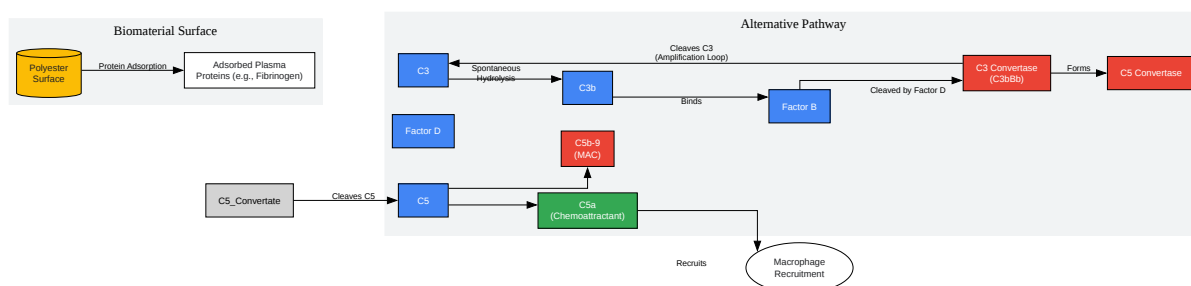 Biomaterial Surface
Polyester
Surface
Protein Adsorption
Adsorbed Plasma
Proteins (e.g., Fibrinogen)
Alternative Pathway
C3
Spontaneous
Hydrolysis
Cleaves C3
(Amplification Loop)
C3b
Binds
Factor B
Cleaved by Factor D
C3 Convertase
(C3bBb)
Forms
C5 Convertase
Factor D
C5b-9
(MAC)
C5_Convertate
Cleaves C5
C5
C5a
(Chemoattractant)
Recruits
Macrophage
Recruitment